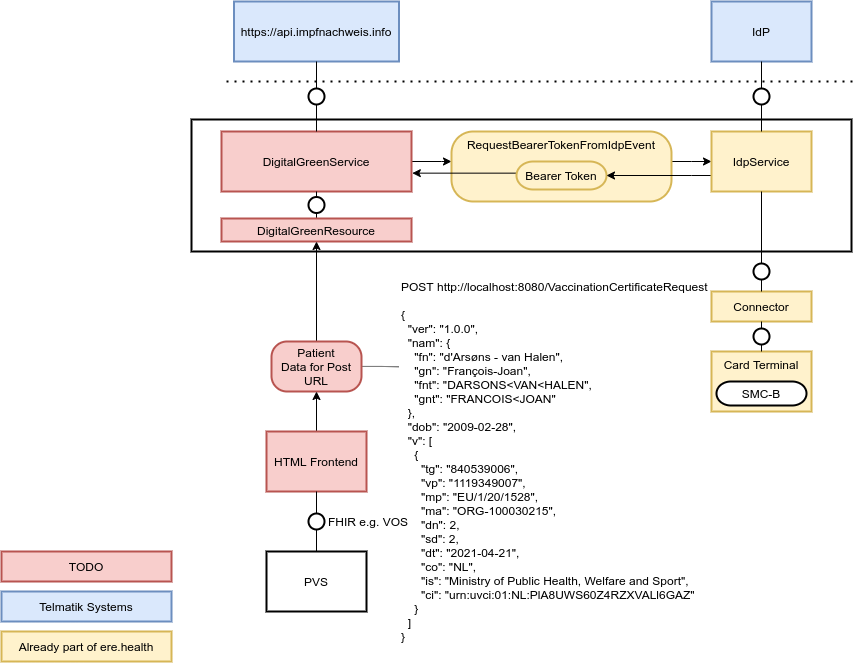 https://api.impfnachweis.info
IdP
DigitalGreenService
RequestBearerTokenFromIdpEvent
Bearer Token
IdpService
DigitalGreenResource
POST http://localhost:8080/VaccinationCertificateRequest
{
"ver": "1.0.0",
"nam": {
"fn": "d'Arsøns - van Halen",
"gn": "François-Joan",
"fnt": "DARSONS<VAN<HALEN",
"gnt": "FRANCOIS<JOAN"
},
"dob": "2009-02-28",
"v": [
{
"tg": "840539006",
"vp": "1119349007",
"mp": "EU/1/20/1528",
"ma": "ORG-100030215",
"dn": 2,
"sd": 2,
"dt": "2021-04-21",
"co": "NL",
"is": "Ministry of Public Health, Welfare and Sport",
"ci": "urn:uvci:01:NL:PlA8UWS60Z4RZXVALl6GAZ"
}
]
}
Connector
Card Terminal
SMC-B
Patient
Data for Post
URL
HTML Frontend
FHIR e.g. VOS
PVS
TODO
Telmatik Systems
Already part of ere.health